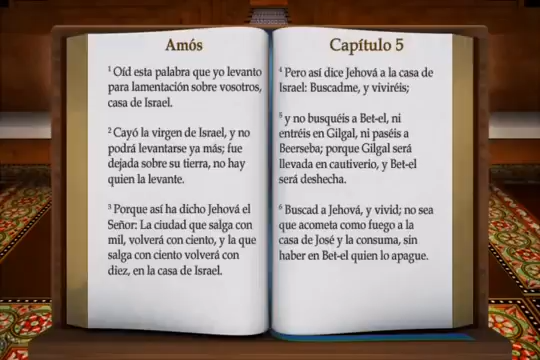 Amós
¹ Oíd esta palabra que yo levanto
para lamentación sobre vosotros,
casa de Israel.
² Cayó la virgen de Israel, y no
podrá levantarse ya más; fue
dejada sobre su tierra, no hay
quien la levante.
³ Porque así ha dicho Jehová el
Señor: La ciudad que salga con
mil, volverá con ciento, y la que
salga con ciento volverá con
diez, en la casa de Israel.
Capítulo 5
⁴ Pero así dice Jehová a la casa de
Israel: Buscadme, y viviréis;
⁵ y no busquéis a Bet-el, ni
entréis en Gilgal, ni paséis a
Beerseba; porque Gilgal será
llevada en cautiverio, y Bet-el
será deshecha.
⁶ Buscad a Jehová, y vivid; no sea
que acometa como fuego a la
casa de José y la consuma, sin
haber en Bet-el quien lo apague.